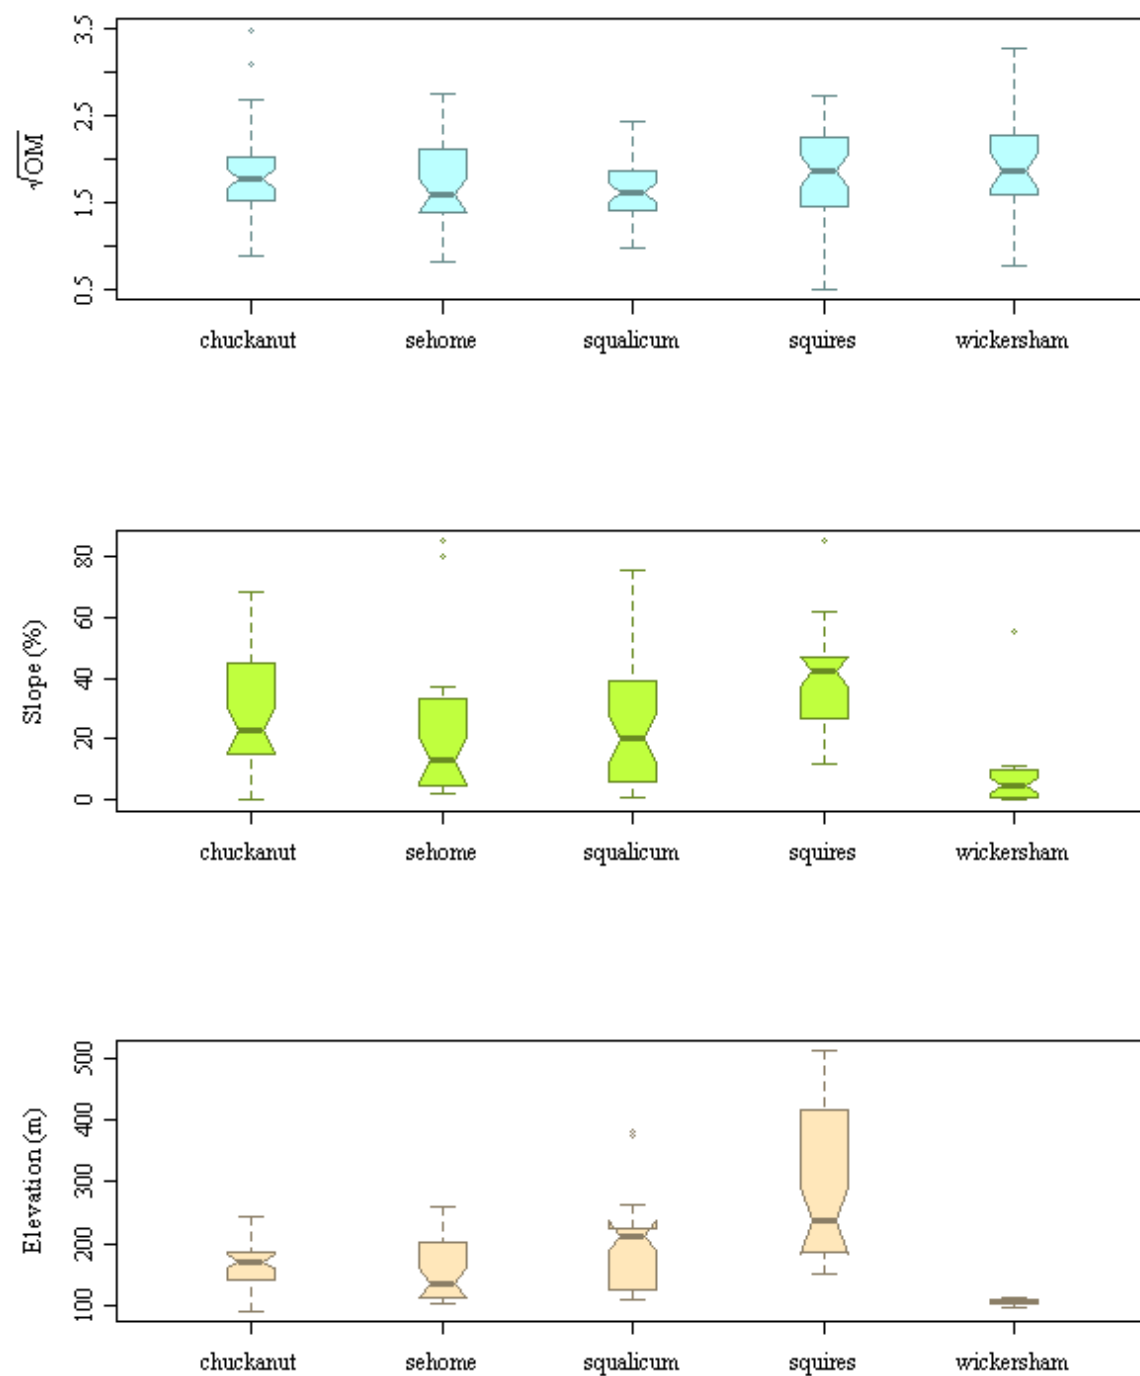 √OM
3.5
2.5
1.5
0.5
chuckanut sehome squalicum squires wickersham
Slope (%)
80
60
40
20
0
chuckanut sehome squalicum squires wickersham
Elevation (m)
500
400
300
200
100
chuckanut sehome squalicum squires wickersham